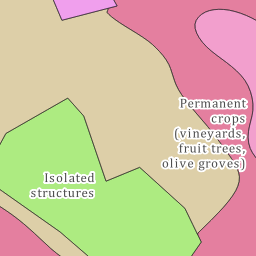 Permanent
crops
(vineyards,
fruit trees,
olive groves)
Isolated
structures